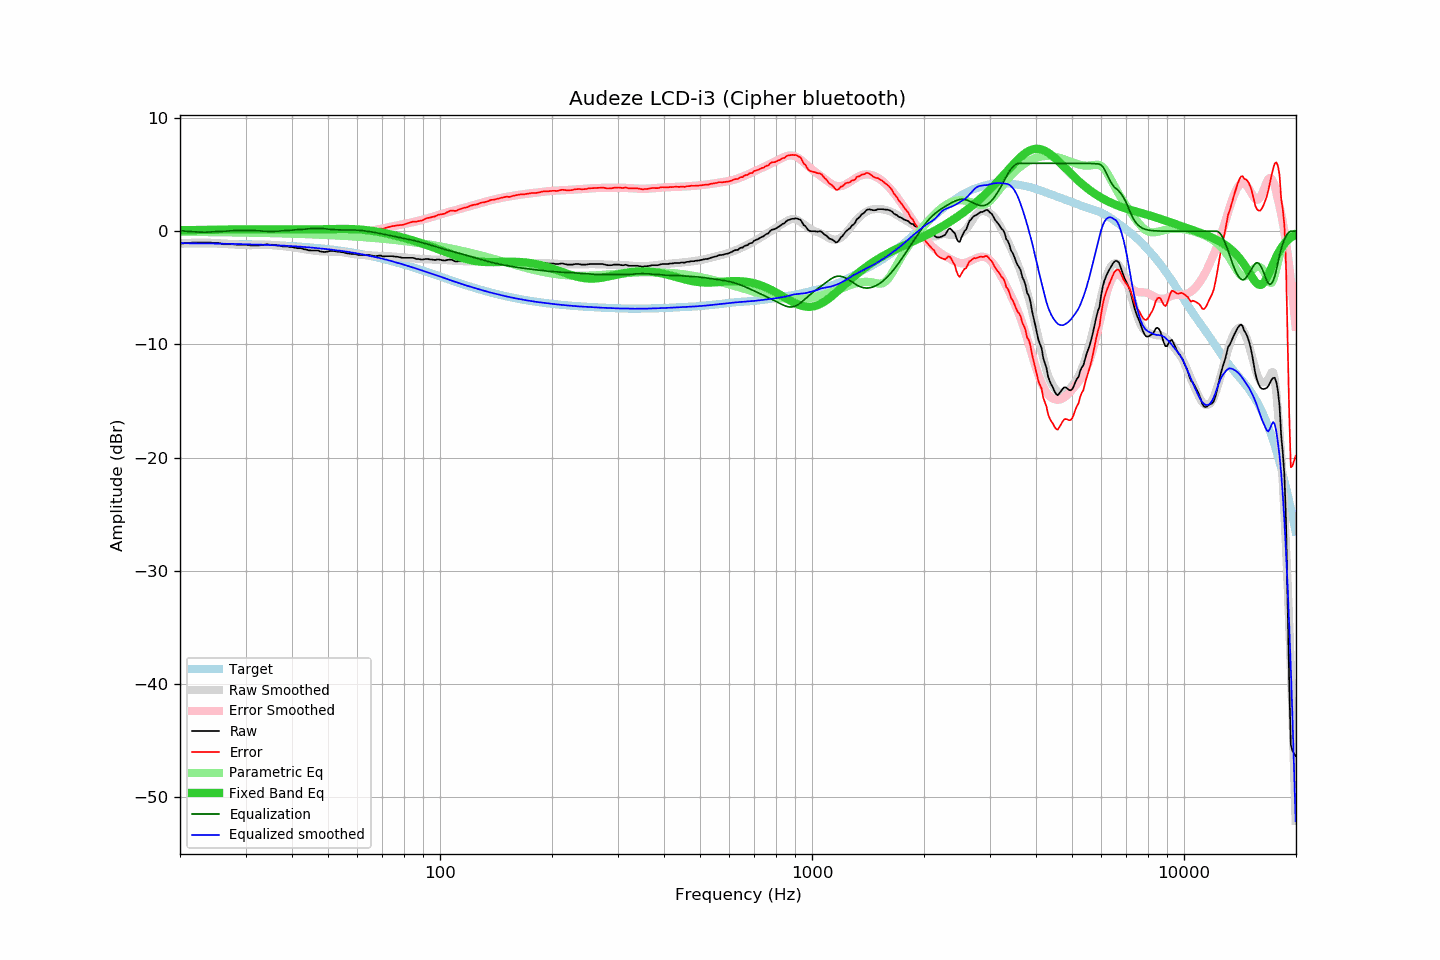 Audeze LCD-i3 (Cipher bluetooth)
10
0
−10
−20
−30
−40
−50
Amplitude (dBr)
Target
Raw Smoothed
Error Smoothed
Raw
Error
Parametric Eq
Fixed Band Eq
Equalization
Equalized smoothed
100
1000
10000
Frequency (Hz)